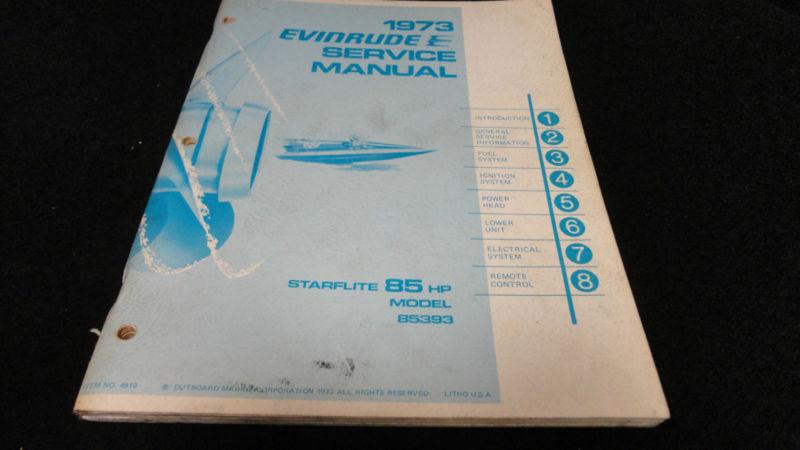 1973
EVINRUDE E
SERVICE
MANUAL
INTRODUCTION 1
GENERAL
SERVICE
INFORMATION 2
FUEL
SYSTEM 3
IGNITION
SYSTEM 4
POWER
HEAD 5
LOWER
UNIT 6
ELECTRICAL
SYSTEM 7
REMOTE
CONTROL 8
STARFLITE 85 HP
MODEL
85393
ITEM NO. 4910
© OUTBOARD MARINE CORPORATION 1973 ALL RIGHTS RESERVED. LITHO U.S.A.